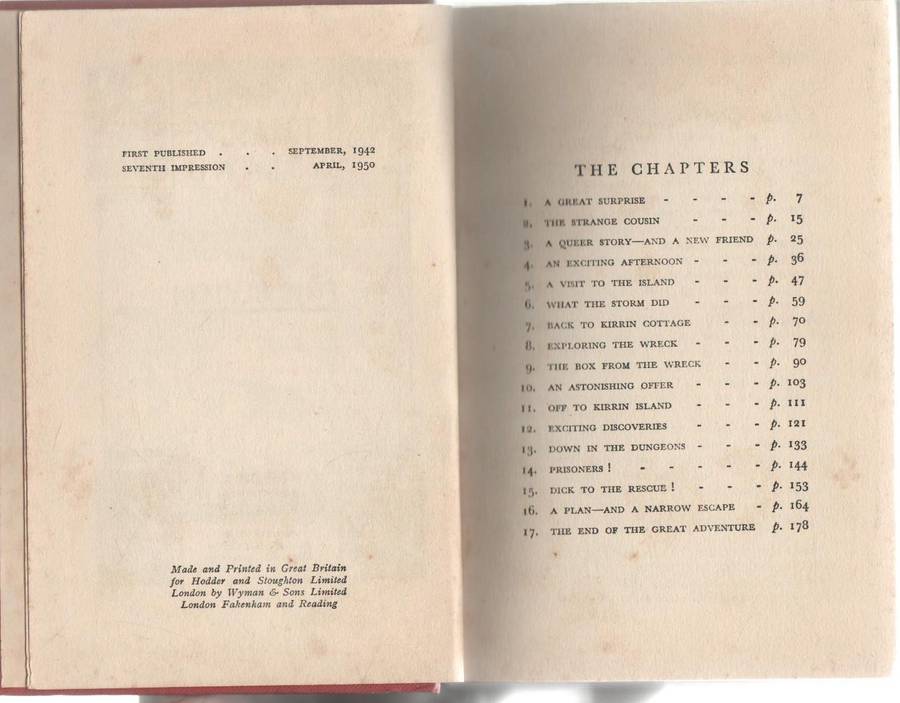 FIRST PUBLISHED . . . SEPTEMBER, 1942
SEVENTH IMPRESSION . . APRIL, 1950
Made and Printed in Great Britain
for Hodder and Stoughton Limited
London by Wyman & Sons Limited
London Fakenham and Reading
THE CHAPTERS
1. A GREAT SURPRISE - - - - p. 7
2. THE STRANGE COUSIN - - - p. 15
3. A QUEER STORY—AND A NEW FRIEND p. 25
4. AN EXCITING AFTERNOON - - - p. 36
5. A VISIT TO THE ISLAND - - - p. 47
6. WHAT THE STORM DID - - - p. 59
7. BACK TO KIRRIN COTTAGE - - p. 70
8. EXPLORING THE WRECK - - - p. 79
9. THE BOX FROM THE WRECK - - p. 90
10. AN ASTONISHING OFFER - - - p. 103
11. OFF TO KIRRIN ISLAND - - - p. 111
12. EXCITING DISCOVERIES - - - p. 121
13. DOWN IN THE DUNGEONS - - - p. 133
14. PRISONERS ! - - - - - p. 144
15. DICK TO THE RESCUE ! - - - p. 153
16. A PLAN—AND A NARROW ESCAPE - p. 164
17. THE END OF THE GREAT ADVENTURE p. 178